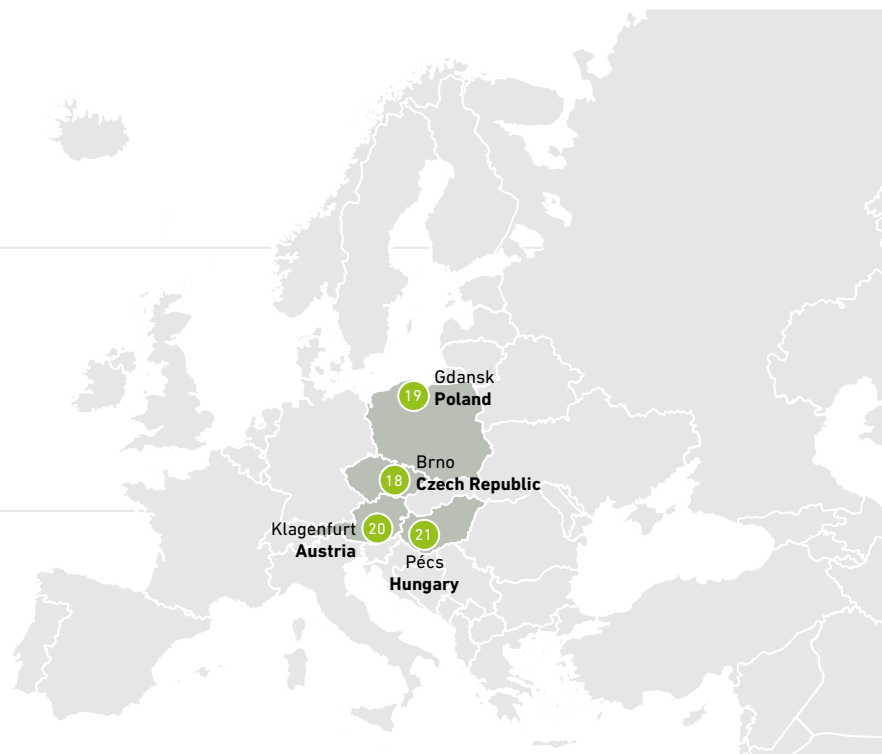 Gdansk
19
Poland
Brno
18
Czech Republic
Klagenfurt
20
Austria
21
Pécs
Hungary